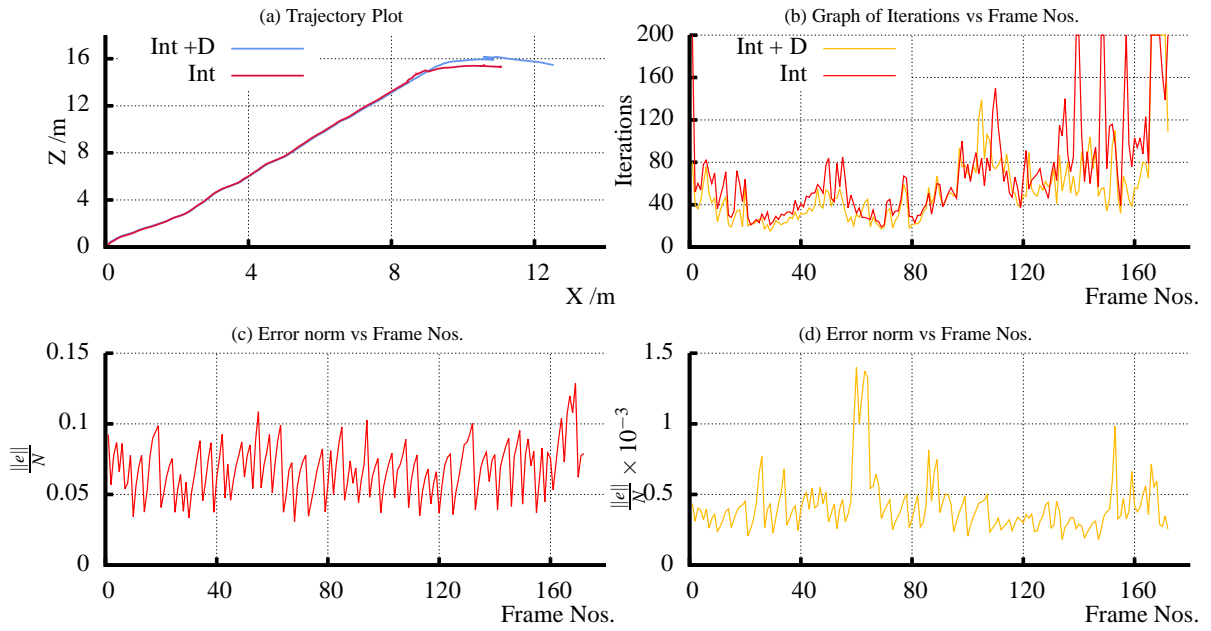 (a) Trajectory Plot
Int +D
Int
Z /m
16
12
8
4
0
0 4 8 12
X /m
(b) Graph of Iterations vs Frame Nos.
Int + D
Int
Iterations
200
160
120
80
40
0
0 40 80 120 160
Frame Nos.
(c) Error norm vs Frame Nos.
||e||/N
0.15
0.1
0.05
0
0 40 80 120 160
Frame Nos.
(d) Error norm vs Frame Nos.
||e||/N × 10⁻³
1.5
1
0.5
0
0 40 80 120 160
Frame Nos.